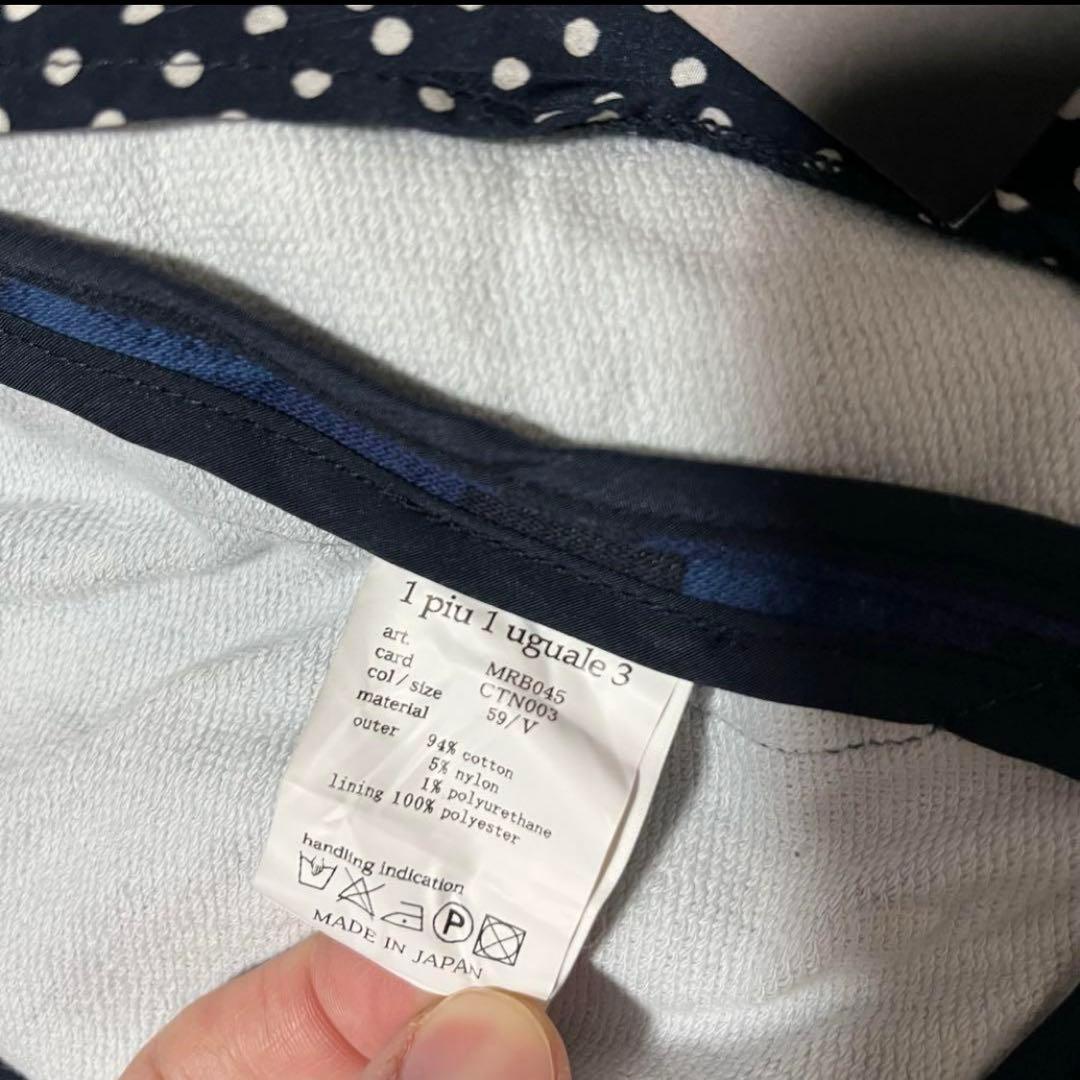 1 piu 1 uguale 3
art. MRB045
card CTN003
col/size 59/V
material
outer 94% cotton
5% nylon
1% polyurethane
lining 100% polyester
handling indication
P
MADE IN JAPAN